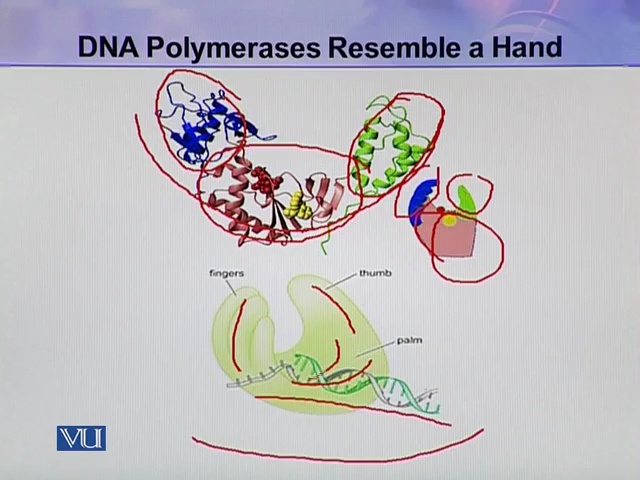 DNA Polymerases Resemble a Hand
fingers
thumb
palm
VU